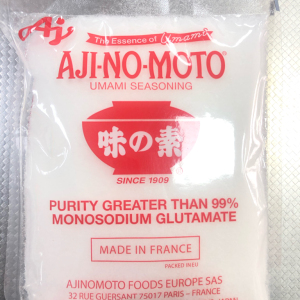 Aji
The Essence of Umami
AJI-NO-MOTO®
UMAMI SEASONING
味の素
SINCE 1909
PURITY GREATER THAN 99%
MONOSODIUM GLUTAMATE
MADE IN FRANCE
PACKED IN EU
AJINOMOTO FOODS EUROPE SAS
32 RUE GUERSANT 75017 PARIS – FRANCE